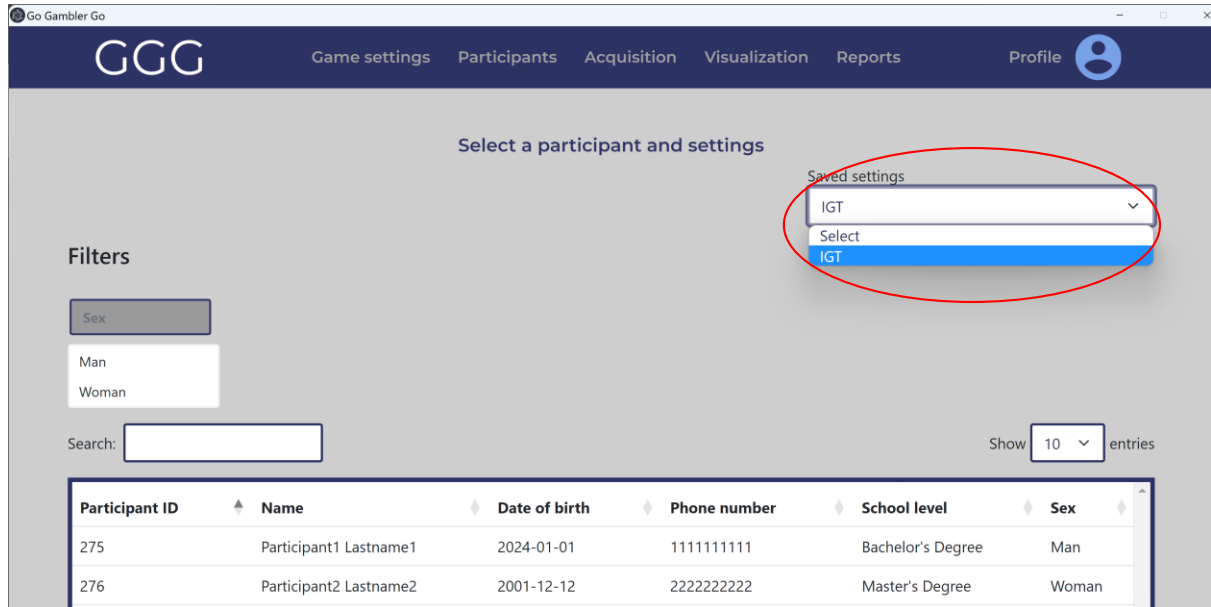 Go Gambler Go
GGG Game settings Participants Acquisition Visualization Reports Profile
Select a participant and settings
Saved settings
IGT
Select
IGT
Filters
Sex
Man
Woman
Search: Show 10 entries
Participant ID Name Date of birth Phone number School level Sex
275 Participant1 Lastname1 2024-01-01 1111111111 Bachelor's Degree Man
276 Participant2 Lastname2 2001-12-12 2222222222 Master's Degree Woman